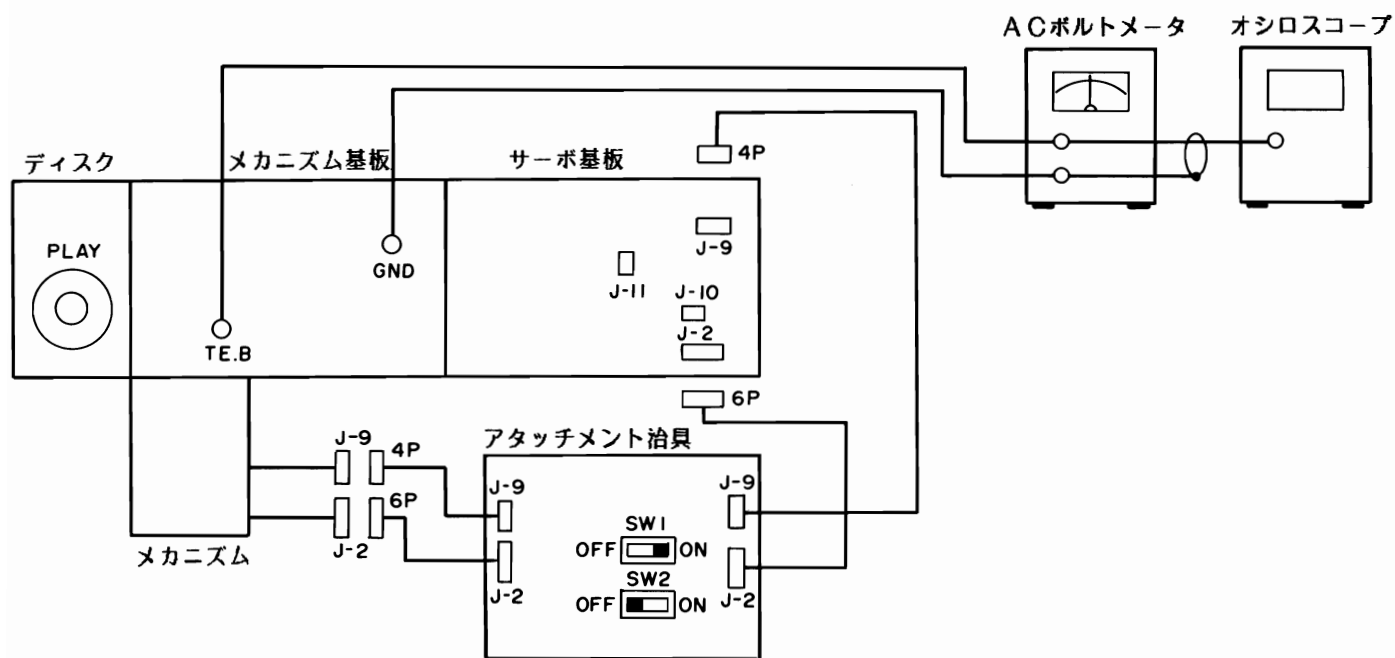 ACボルトメータ
オシロスコープ
4P
ディスク
メカニズム基板
サーボ基板
PLAY
GND
J-9
J-11
J-10
J-2
TE.B
6P
アタッチメント治具
J-9
4P
J-9
J-9
6P
SW1
OFF
ON
J-2
メカニズム
SW2
J-2
OFF
ON
J-2